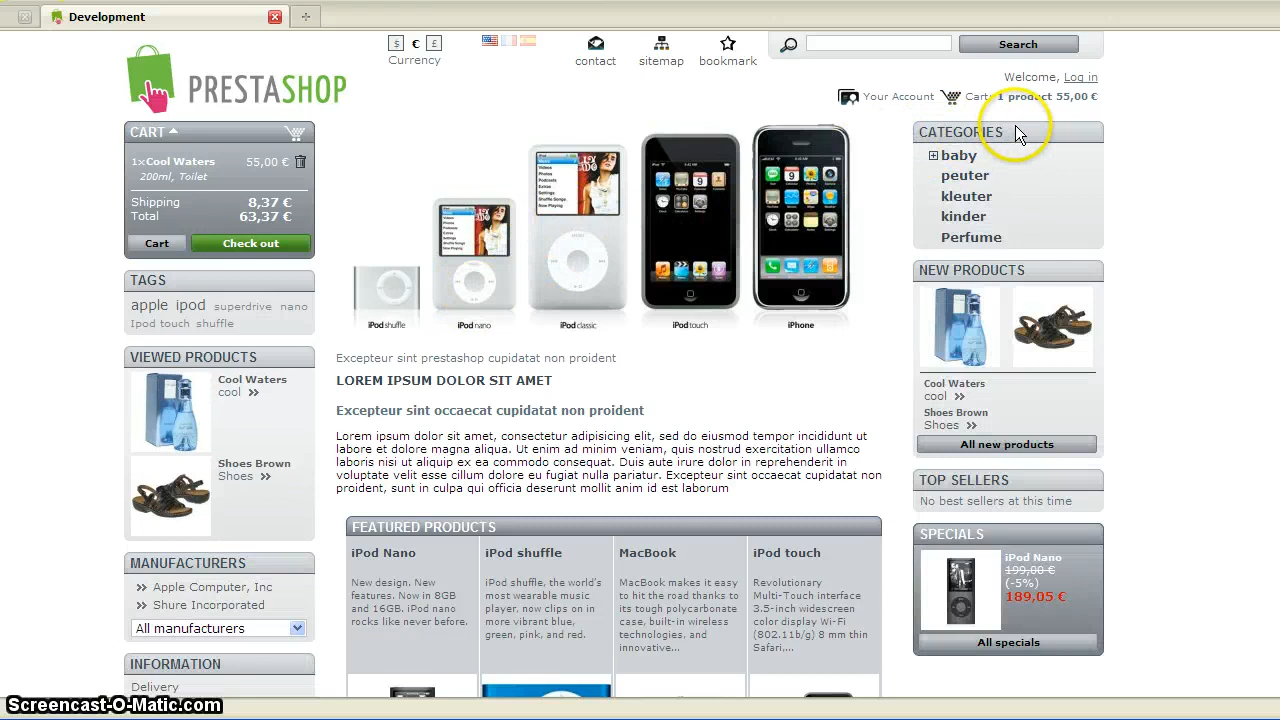 Development
$ € £
Currency
contact
sitemap
bookmark
Search
PRESTASHOP
Welcome, Log in
Your Account
Cart: 1 product 55,00 €
CART
1xCool Waters 55,00 €
200ml, Toilet
Shipping 8,37 €
Total 63,37 €
Cart
Check out
TAGS
apple ipod superdrive nano
Ipod touch shuffle
VIEWED PRODUCTS
Cool Waters
cool
Shoes Brown
Shoes
MANUFACTURERS
Apple Computer, Inc
Shure Incorporated
All manufacturers
INFORMATION
Delivery
iPod shuffle
iPod nano
iPod classic
iPod touch
iPhone
Excepteur sint prestashop cupidatat non proident
LOREM IPSUM DOLOR SIT AMET
Excepteur sint occaecat cupidatat non proident
Lorem ipsum dolor sit amet, consectetur adipisicing elit, sed do eiusmod tempor incididunt ut
labore et dolore magna aliqua. Ut enim ad minim veniam, quis nostrud exercitation ullamco
laboris nisi ut aliquip ex ea commodo consequat. Duis aute irure dolor in reprehenderit in
voluptate velit esse cillum dolore eu fugiat nulla pariatur. Excepteur sint occaecat cupidatat non
proident, sunt in culpa qui officia deserunt mollit anim id est laborum
FEATURED PRODUCTS
iPod Nano
New design. New
features. Now in 8GB
and 16GB. iPod nano
rocks like never before.
iPod shuffle
iPod shuffle, the world's
most wearable music
player, now clips on in
more vibrant blue,
green, pink, and red.
MacBook
MacBook makes it easy
to hit the road thanks to
its tough polycarbonate
case, built-in wireless
technologies, and
innovative...
iPod touch
Revolutionary
Multi-Touch interface
3.5-inch widescreen
color display Wi-Fi
(802.11b/g) 8 mm thin
Safari,...
CATEGORIES
baby
peuter
kleuter
kinder
Perfume
NEW PRODUCTS
Cool Waters
cool
Shoes Brown
Shoes
All new products
TOP SELLERS
No best sellers at this time
SPECIALS
iPod Nano
199,00 €
(-5%)
189,05 €
All specials
Screencast-O-Matic.com